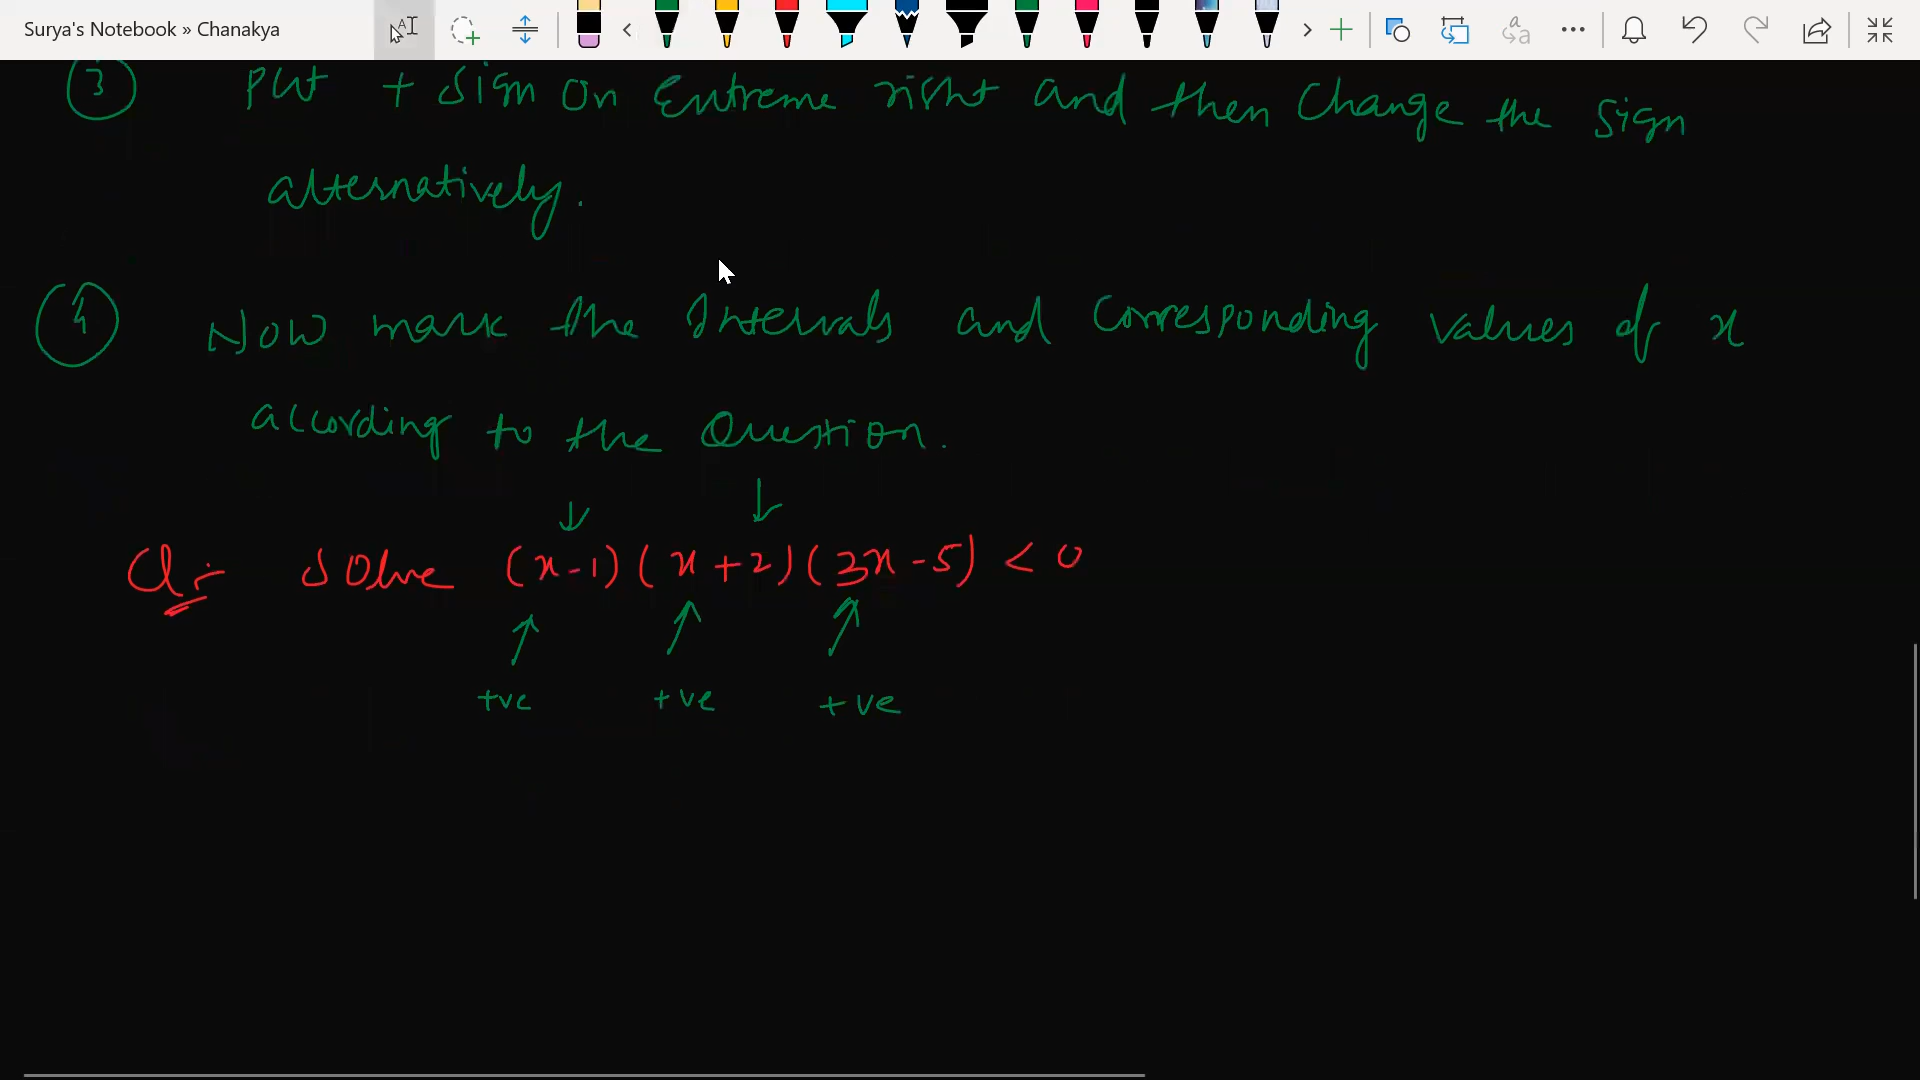 Surya's Notebook » Chanakya
3 Put + Sign On Entreme right and then Change the Sign
alternatively.
4 Now mark the Intervals and Corresponding Values of x
according to the Question.
Q:- Solve (x-1)(x+2)(3x-5) < 0
+ve +ve +ve